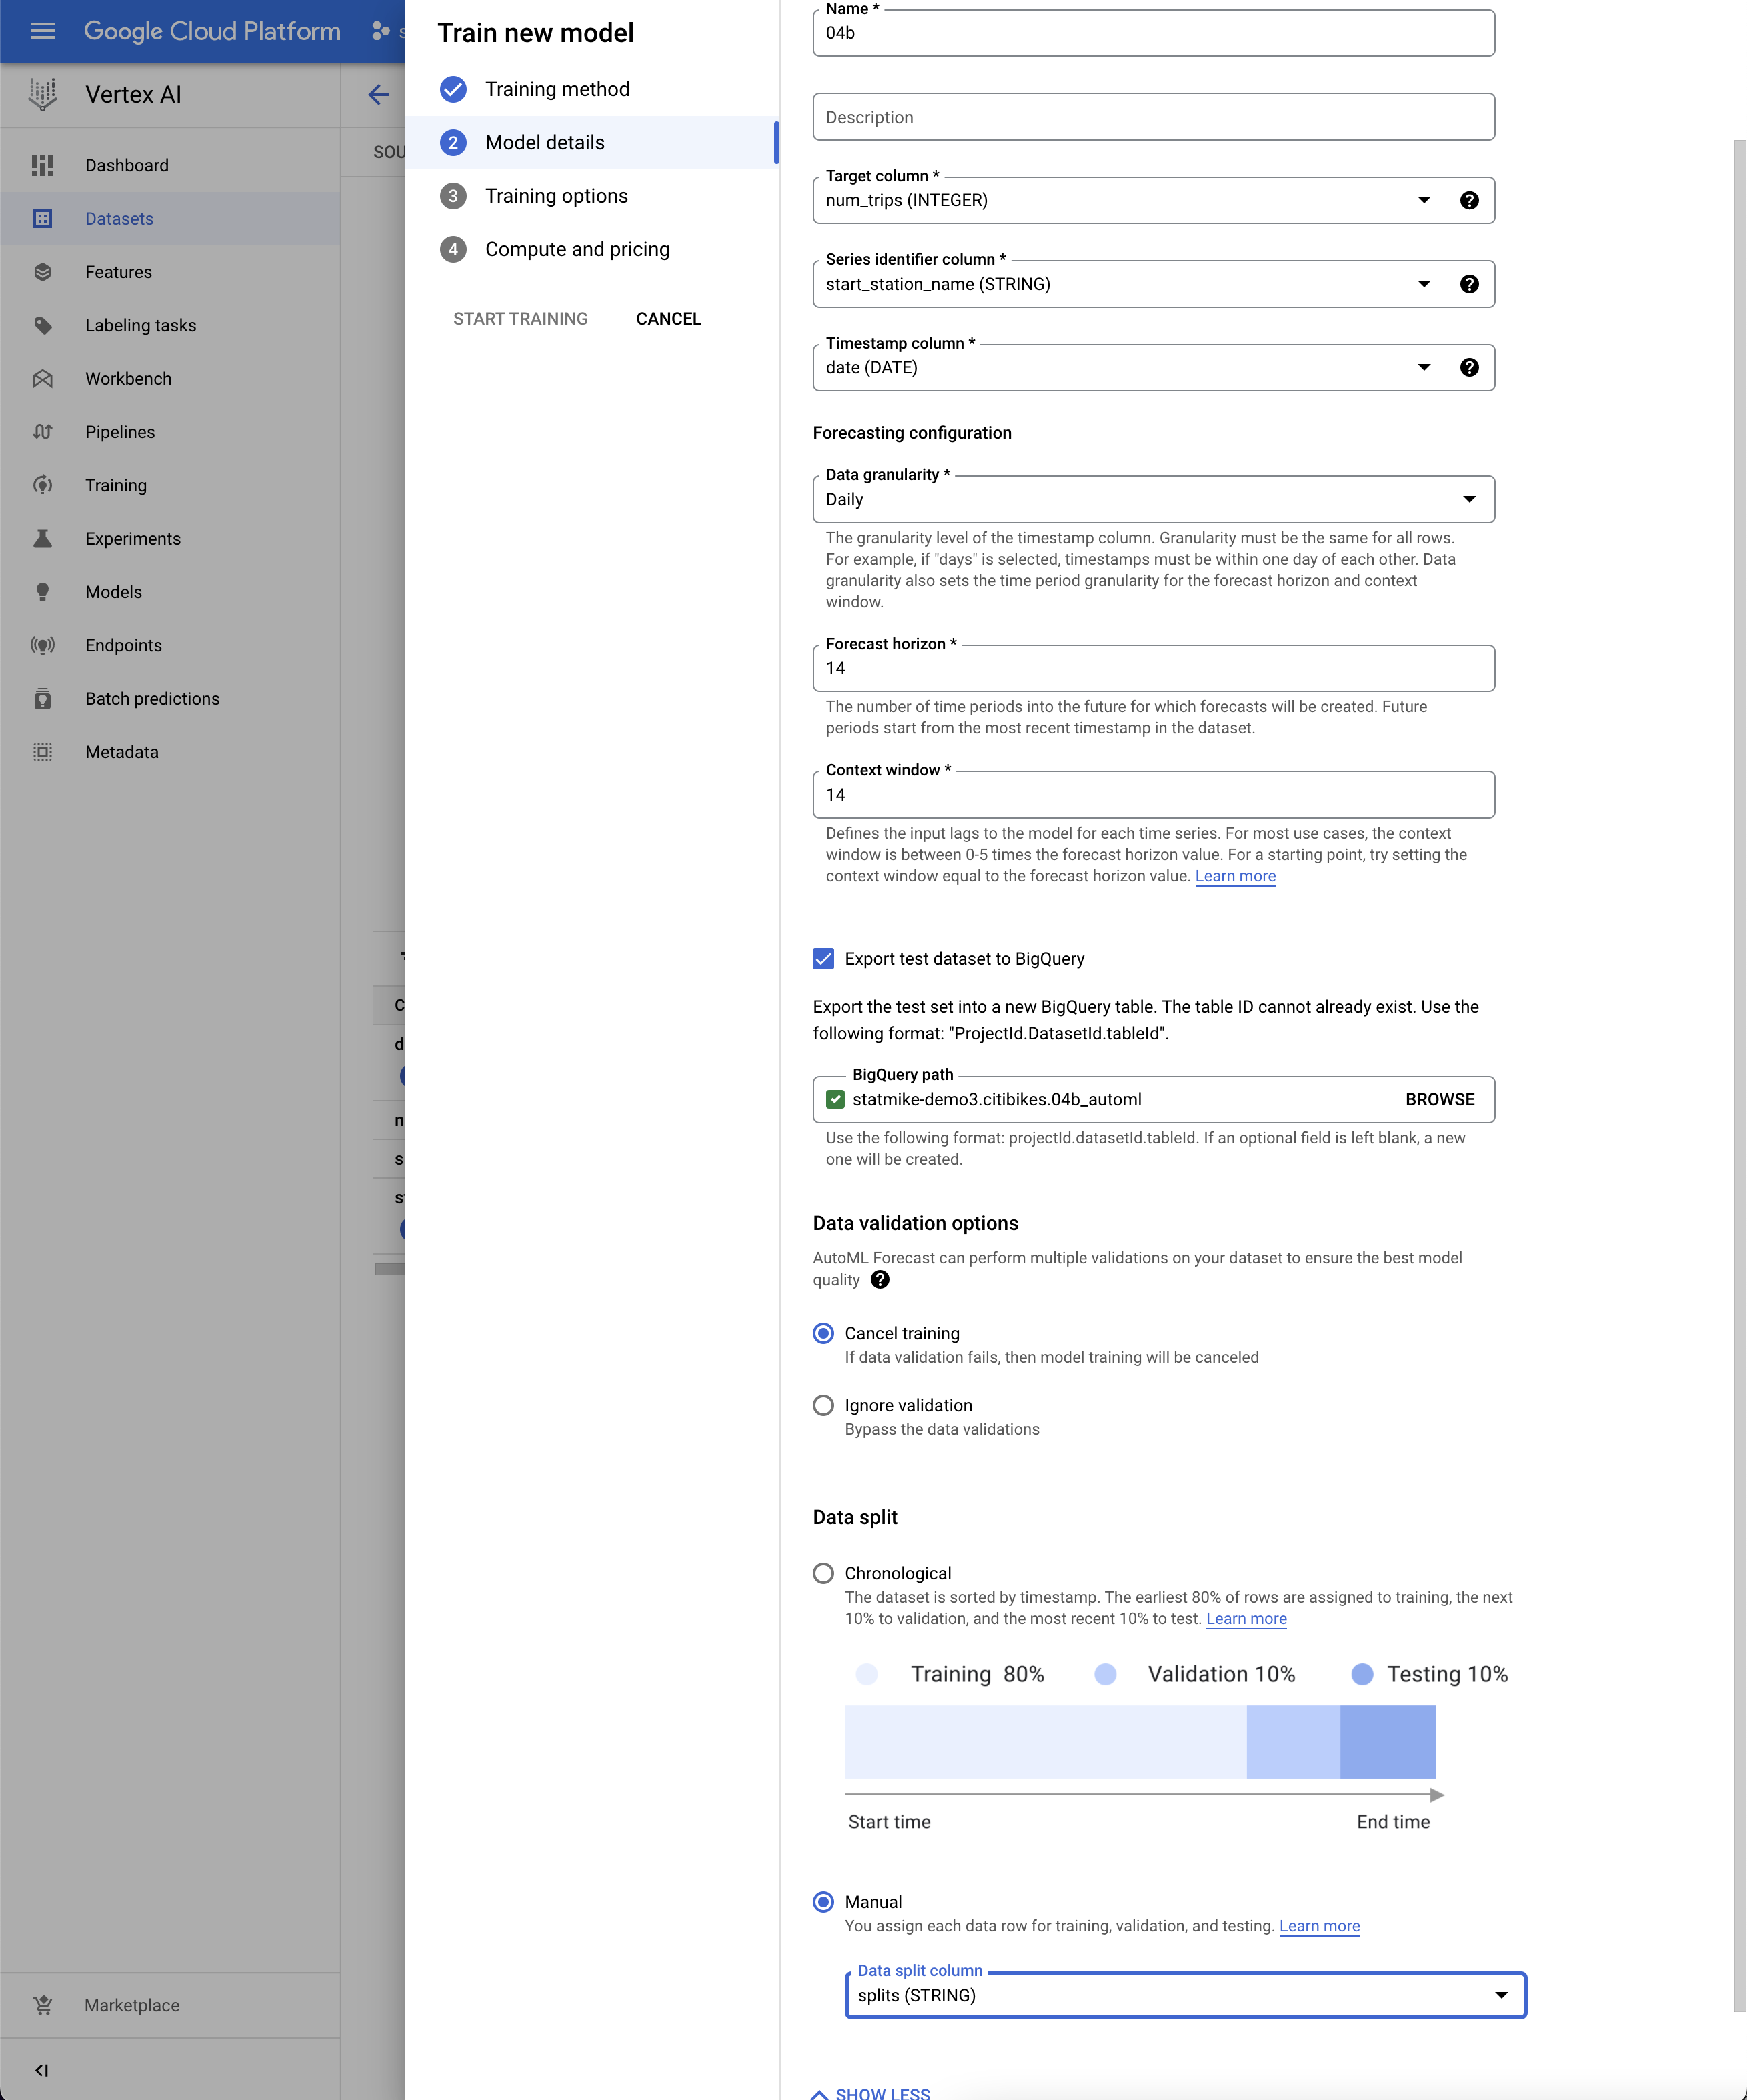 Google Cloud Platform
Vertex AI
Dashboard
Datasets
Features
Labeling tasks
Workbench
Pipelines
Training
Experiments
Models
Endpoints
Batch predictions
Metadata
Marketplace
SOU
Train new model
Training method
2 Model details
3 Training options
4 Compute and pricing
START TRAINING CANCEL
Name *
04b
Description
Target column *
num_trips (INTEGER)
Series identifier column *
start_station_name (STRING)
Timestamp column *
date (DATE)
Forecasting configuration
Data granularity *
Daily
The granularity level of the timestamp column. Granularity must be the same for all rows.
For example, if "days" is selected, timestamps must be within one day of each other. Data
granularity also sets the time period granularity for the forecast horizon and context
window.
Forecast horizon *
14
The number of time periods into the future for which forecasts will be created. Future
periods start from the most recent timestamp in the dataset.
Context window *
14
Defines the input lags to the model for each time series. For most use cases, the context
window is between 0-5 times the forecast horizon value. For a starting point, try setting the
context window equal to the forecast horizon value. Learn more
Export test dataset to BigQuery
Export the test set into a new BigQuery table. The table ID cannot already exist. Use the
following format: "ProjectId.DatasetId.tableId".
BigQuery path
statmike-demo3.citibikes.04b_automl BROWSE
Use the following format: projectId.datasetId.tableId. If an optional field is left blank, a new
one will be created.
Data validation options
AutoML Forecast can perform multiple validations on your dataset to ensure the best model
quality
Cancel training
If data validation fails, then model training will be canceled
Ignore validation
Bypass the data validations
Data split
Chronological
The dataset is sorted by timestamp. The earliest 80% of rows are assigned to training, the next
10% to validation, and the most recent 10% to test. Learn more
Training 80% Validation 10% Testing 10%
Start time End time
Manual
You assign each data row for training, validation, and testing. Learn more
Data split column
splits (STRING)
SHOW LESS